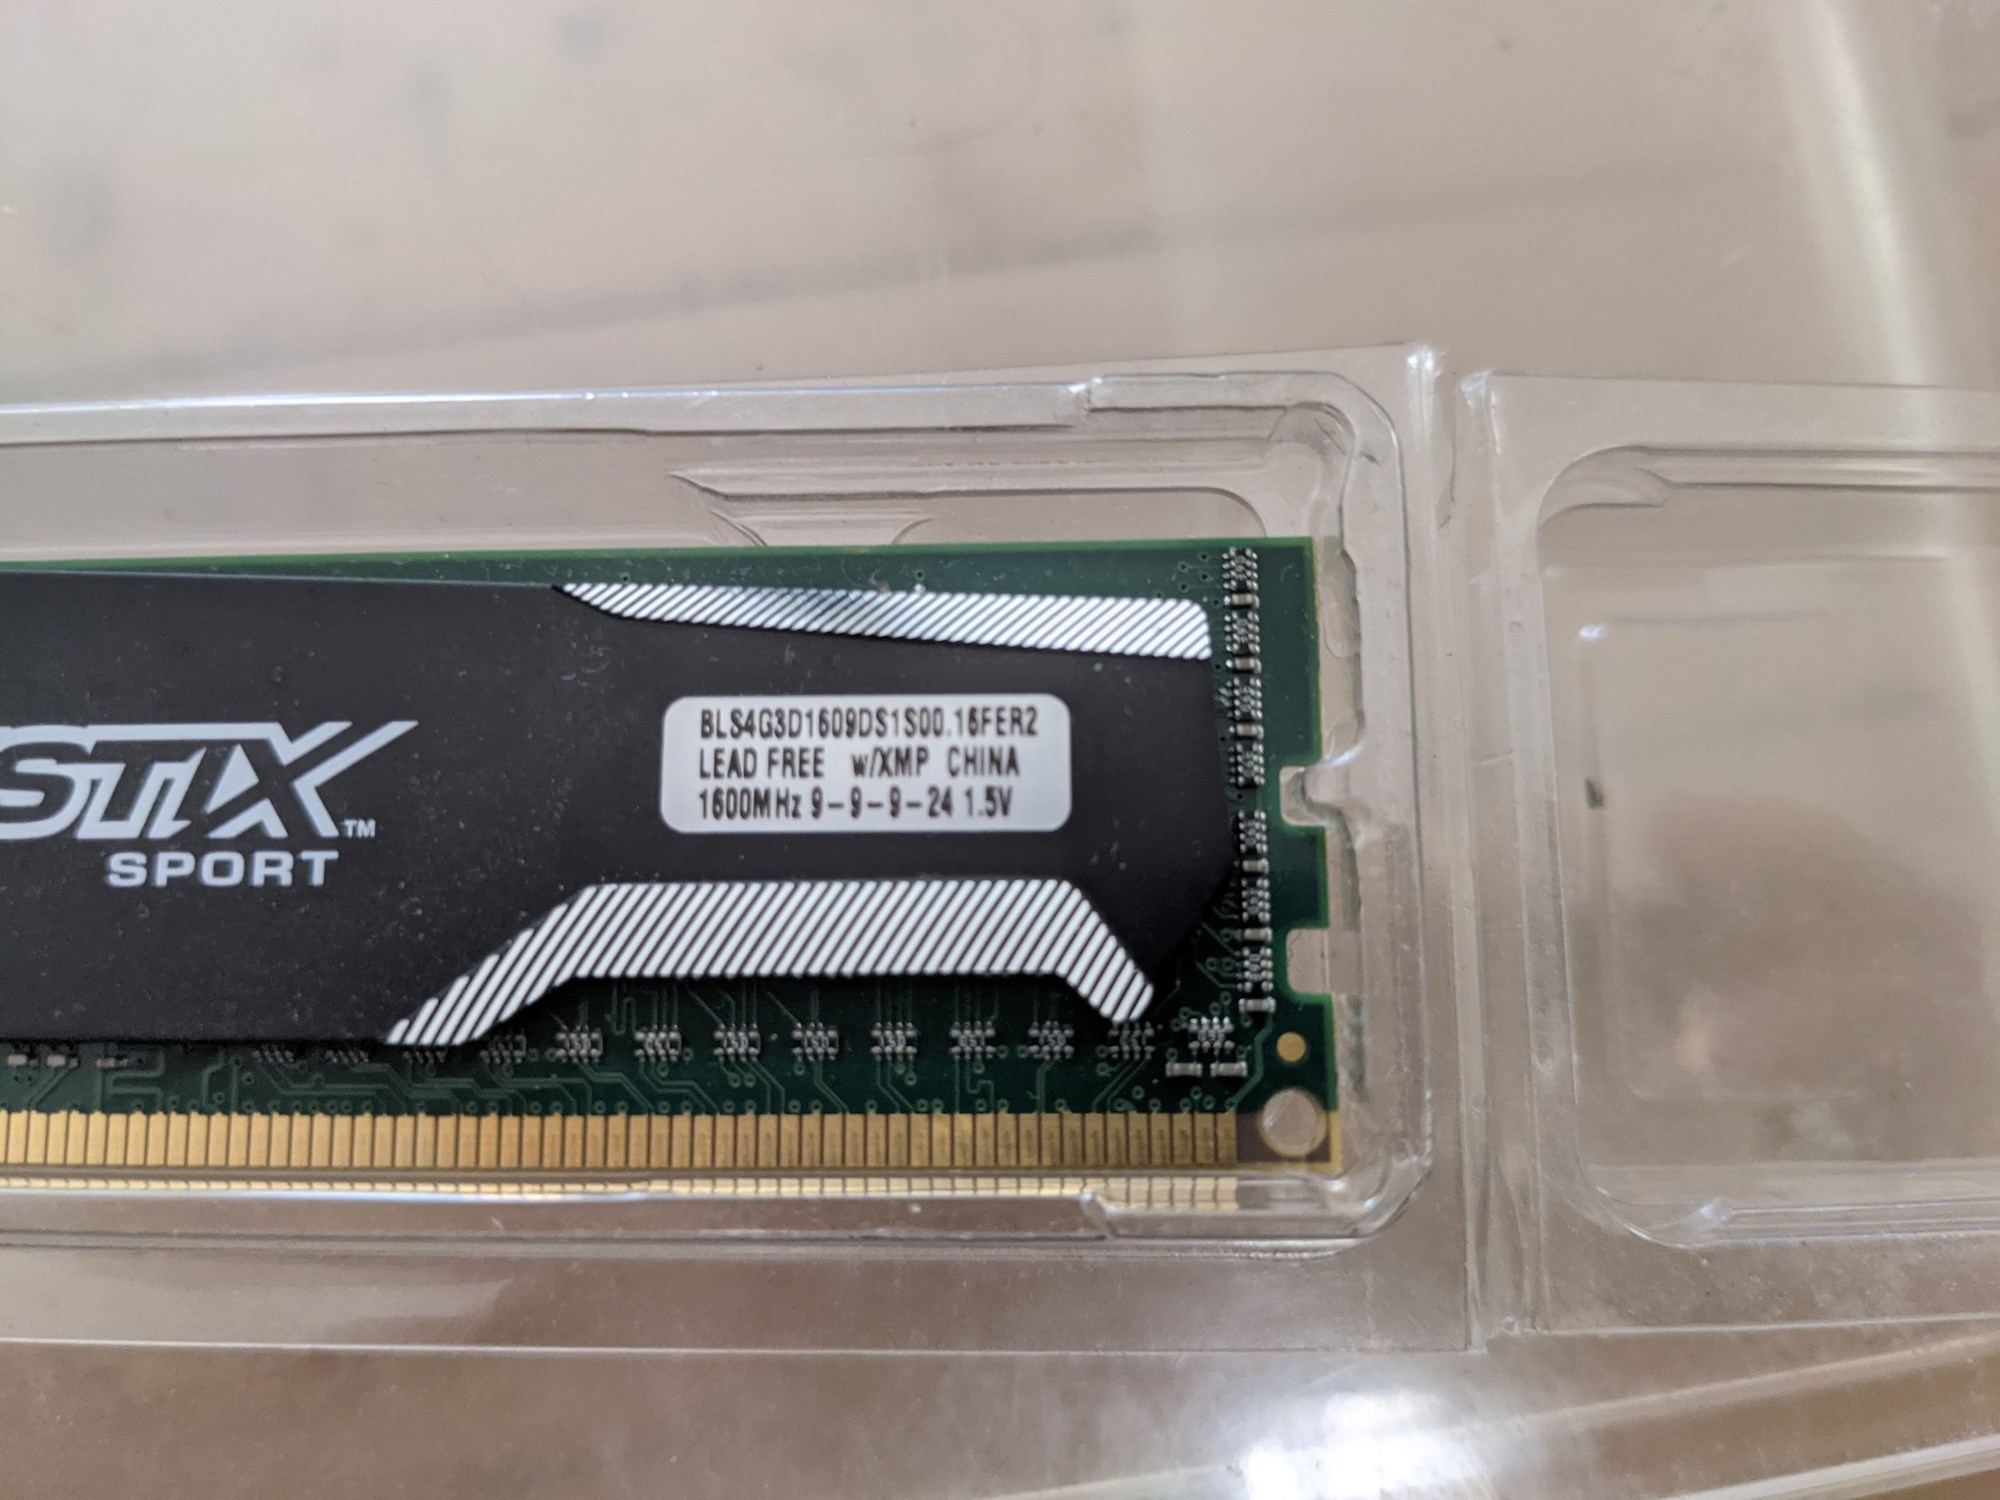 STIX™
SPORT
BLS4G3D1609DS1S00.16FER2
LEAD FREE w/XMP CHINA
1600MHz 9-9-9-24 1.5V